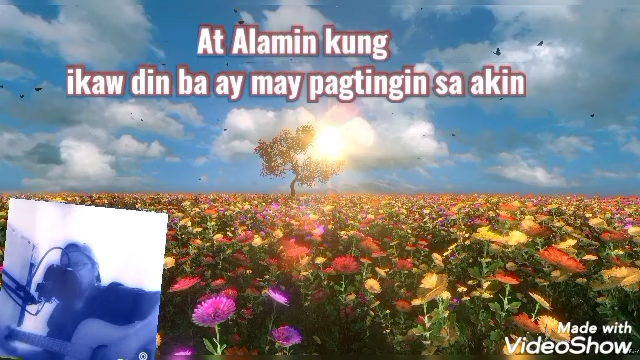 At Alamin kung
ikaw din ba ay may pagtingin sa akin
Made with
VideoShow